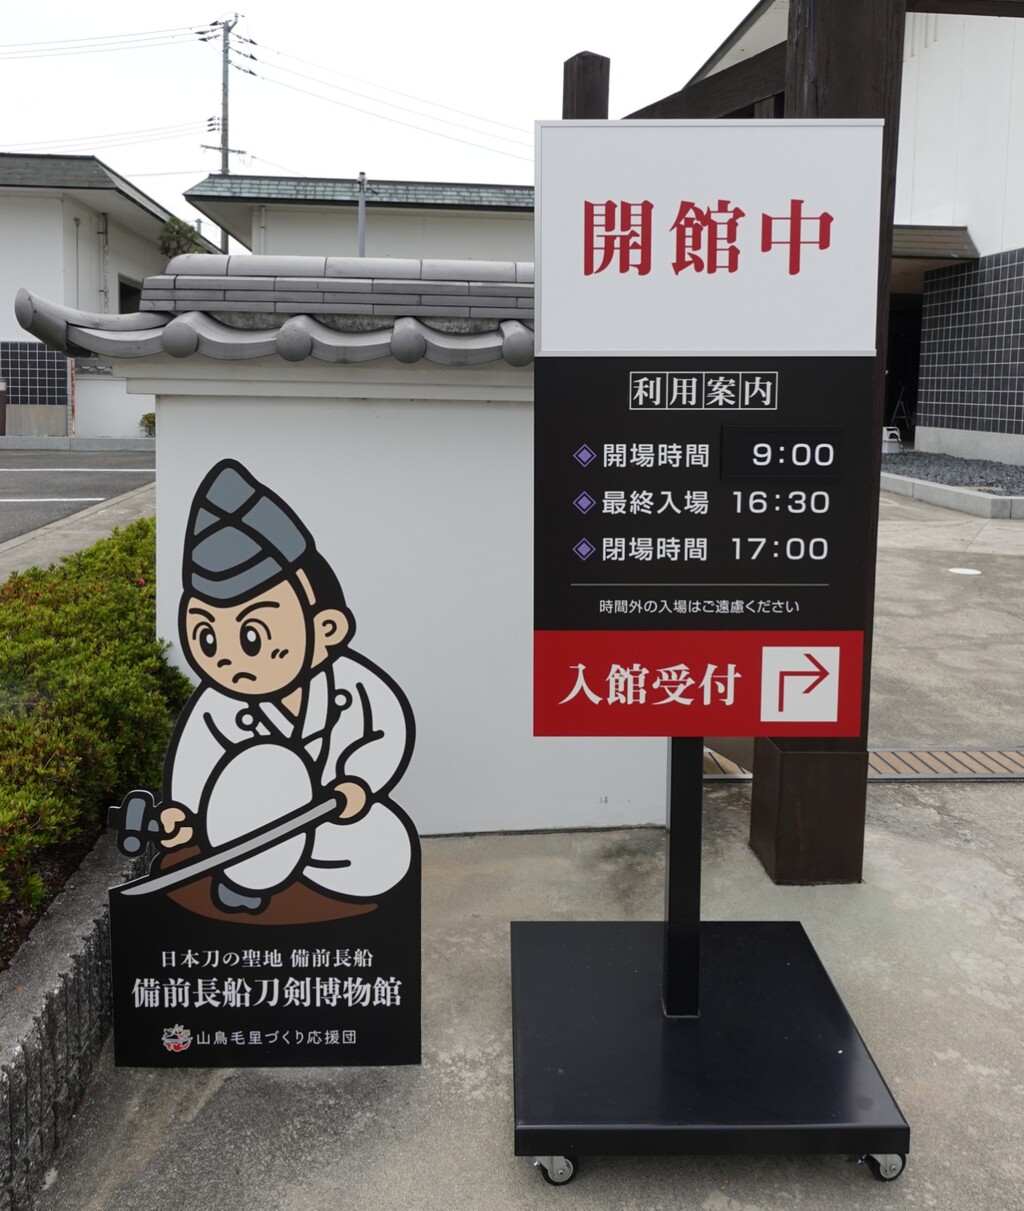 開館中
利用案内
開場時間 9:00
最終入場 16:30
閉場時間 17:00
時間外の入場はご遠慮ください
入館受付
日本刀の聖地 備前長船
備前長船刀剣博物館
山鳥毛里づくり応援団